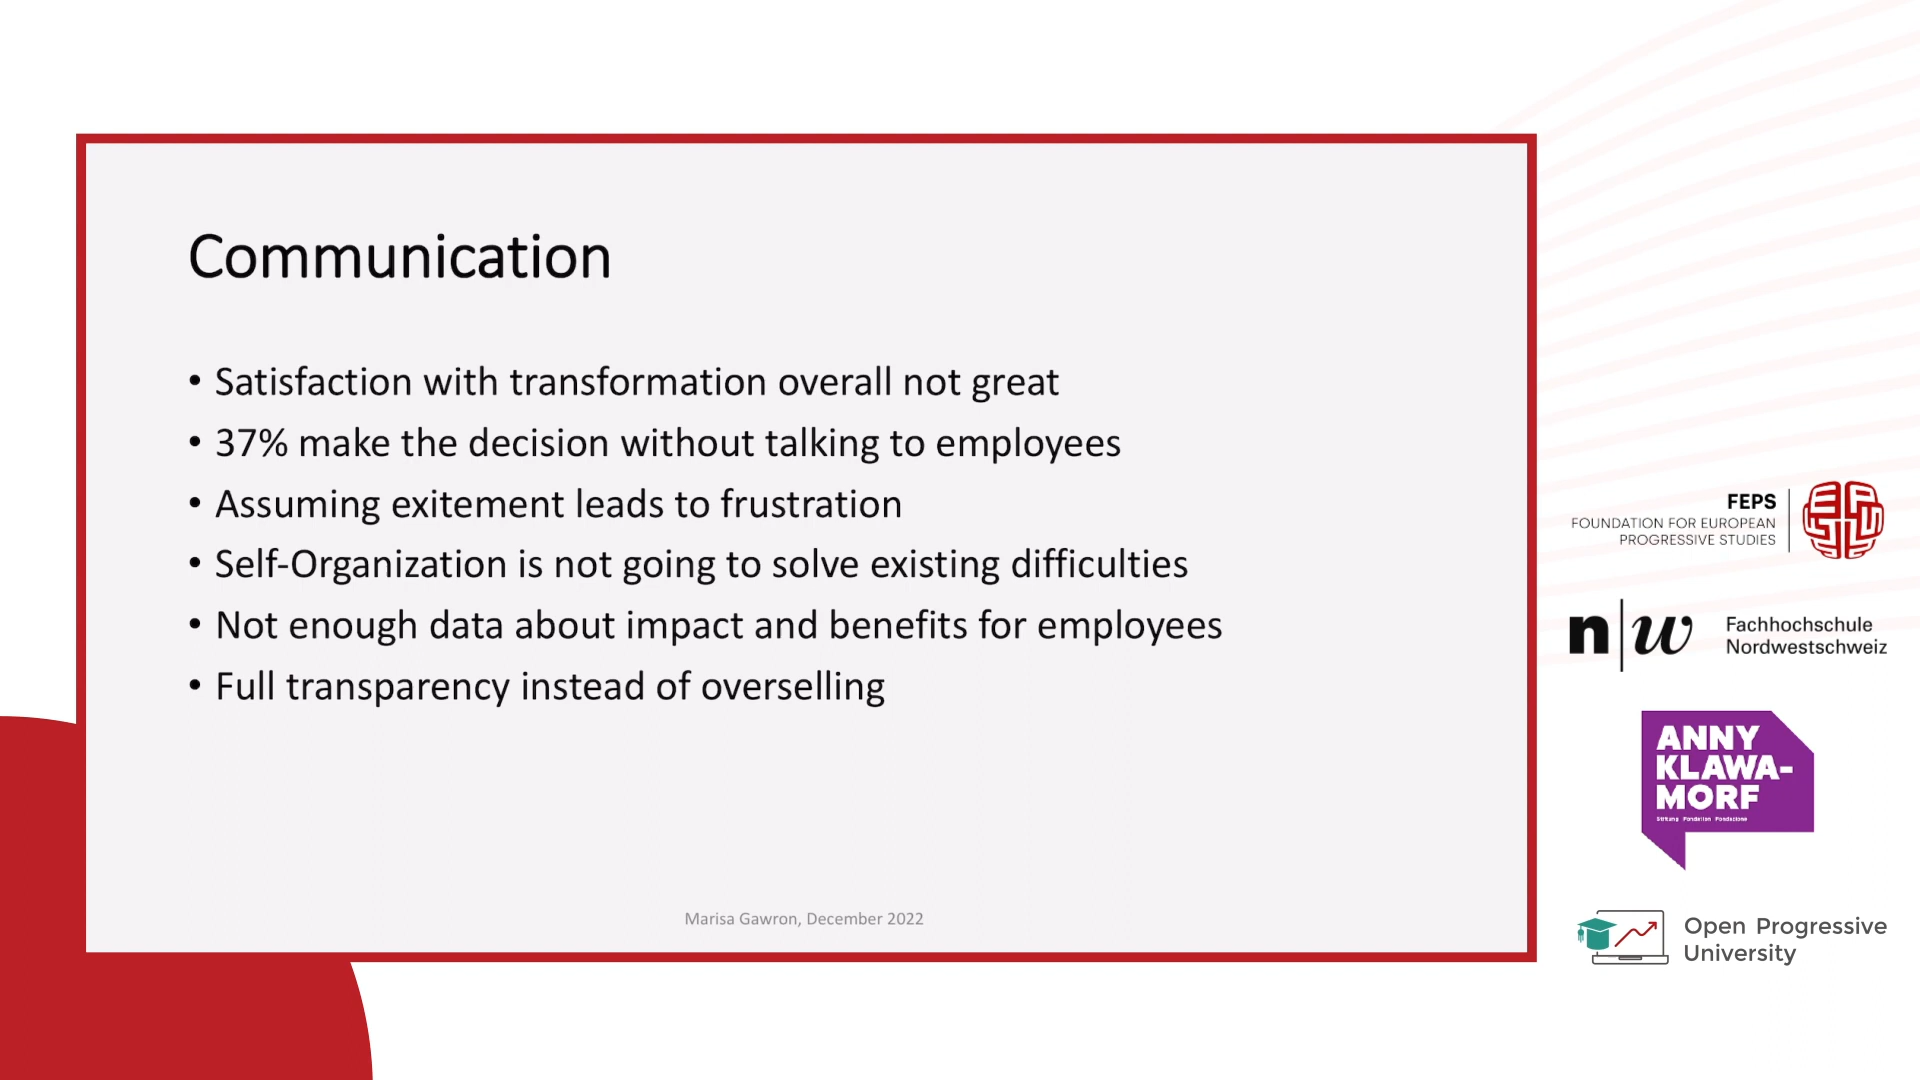 Communication
• Satisfaction with transformation overall not great
• 37% make the decision without talking to employees
• Assuming exitement leads to frustration
• Self-Organization is not going to solve existing difficulties
• Not enough data about impact and benefits for employees
• Full transparency instead of overselling
Marisa Gawron, December 2022
FEPS
FOUNDATION FOR EUROPEAN
PROGRESSIVE STUDIES
n|w
Fachhochschule
Nordwestschweiz
ANNY
KLAWA-
MORF
Stiftung Fondation Fondazione
Open Progressive
University